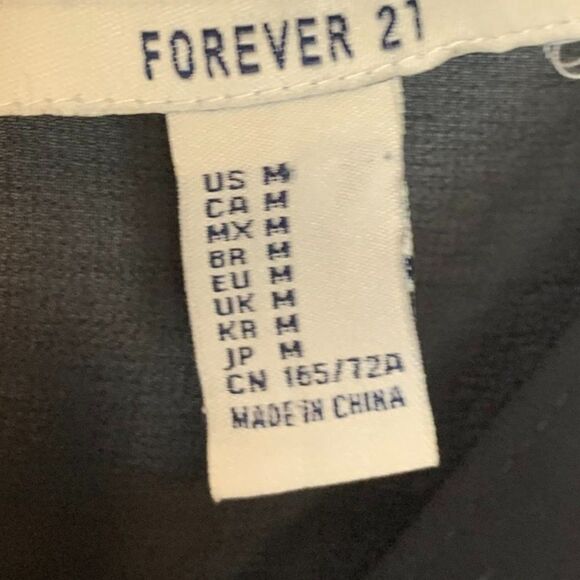 FOREVER 21
US M
CA M
MX M
BR M
EU M
UK M
KR M
JP M
CN 165/72A
MADE IN CHINA